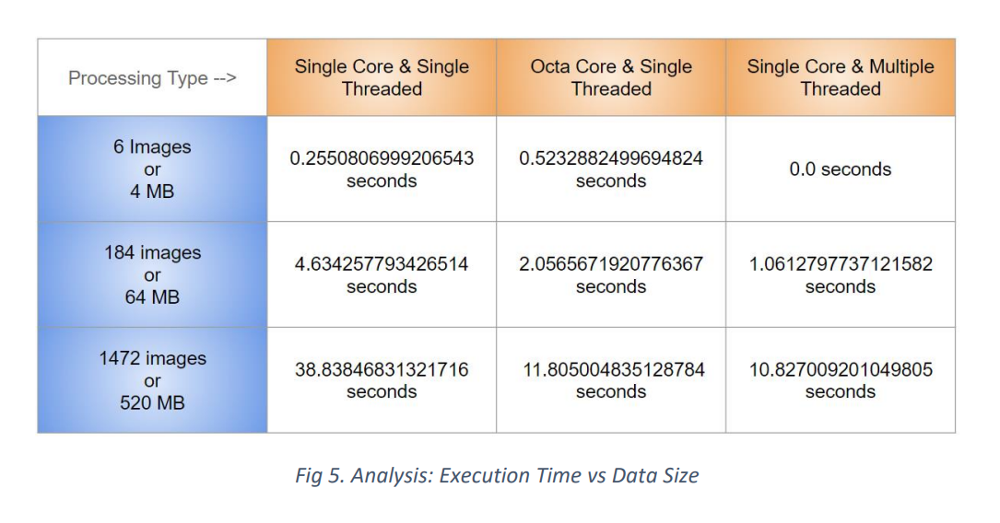 Processing Type -->
Single Core & Single
Threaded
Octa Core & Single
Threaded
Single Core & Multiple
Threaded
6 Images
or
4 MB
0.2550806999206543
seconds
0.5232882499694824
seconds
0.0 seconds
184 images
or
64 MB
4.634257793426514
seconds
2.0565671920776367
seconds
1.0612797737121582
seconds
1472 images
or
520 MB
38.83846831321716
seconds
11.805004835128784
seconds
10.827009201049805
seconds
Fig 5. Analysis: Execution Time vs Data Size